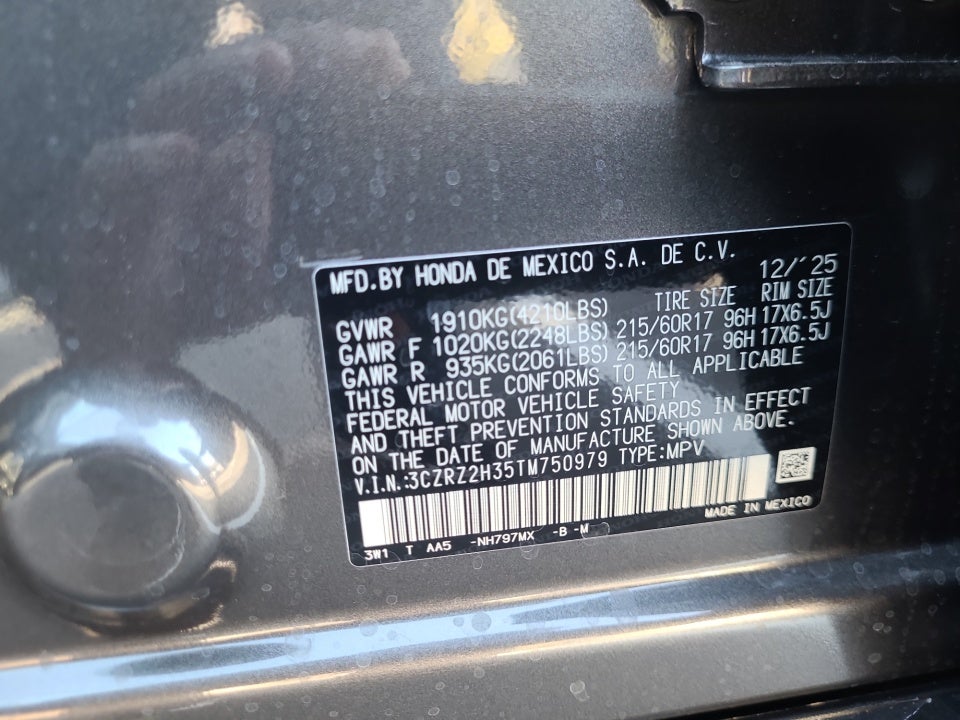 MFD.BY HONDA DE MEXICO S.A. DE C.V. 12/'25
TIRE SIZE RIM SIZE
GVWR 1910KG(4210LBS)
GAWR F 1020KG(2248LBS) 215/60R17 96H 17X6.5J
GAWR R 935KG(2061LBS) 215/60R17 96H 17X6.5J
THIS VEHICLE CONFORMS TO ALL APPLICABLE
FEDERAL MOTOR VEHICLE SAFETY
AND THEFT PREVENTION STANDARDS IN EFFECT
ON THE DATE OF MANUFACTURE SHOWN ABOVE.
V.I.N.:3CZRZ2H35TM750979 TYPE:MPV
MADE IN MEXICO
3W1 T AA5 -NH797MX -B -M